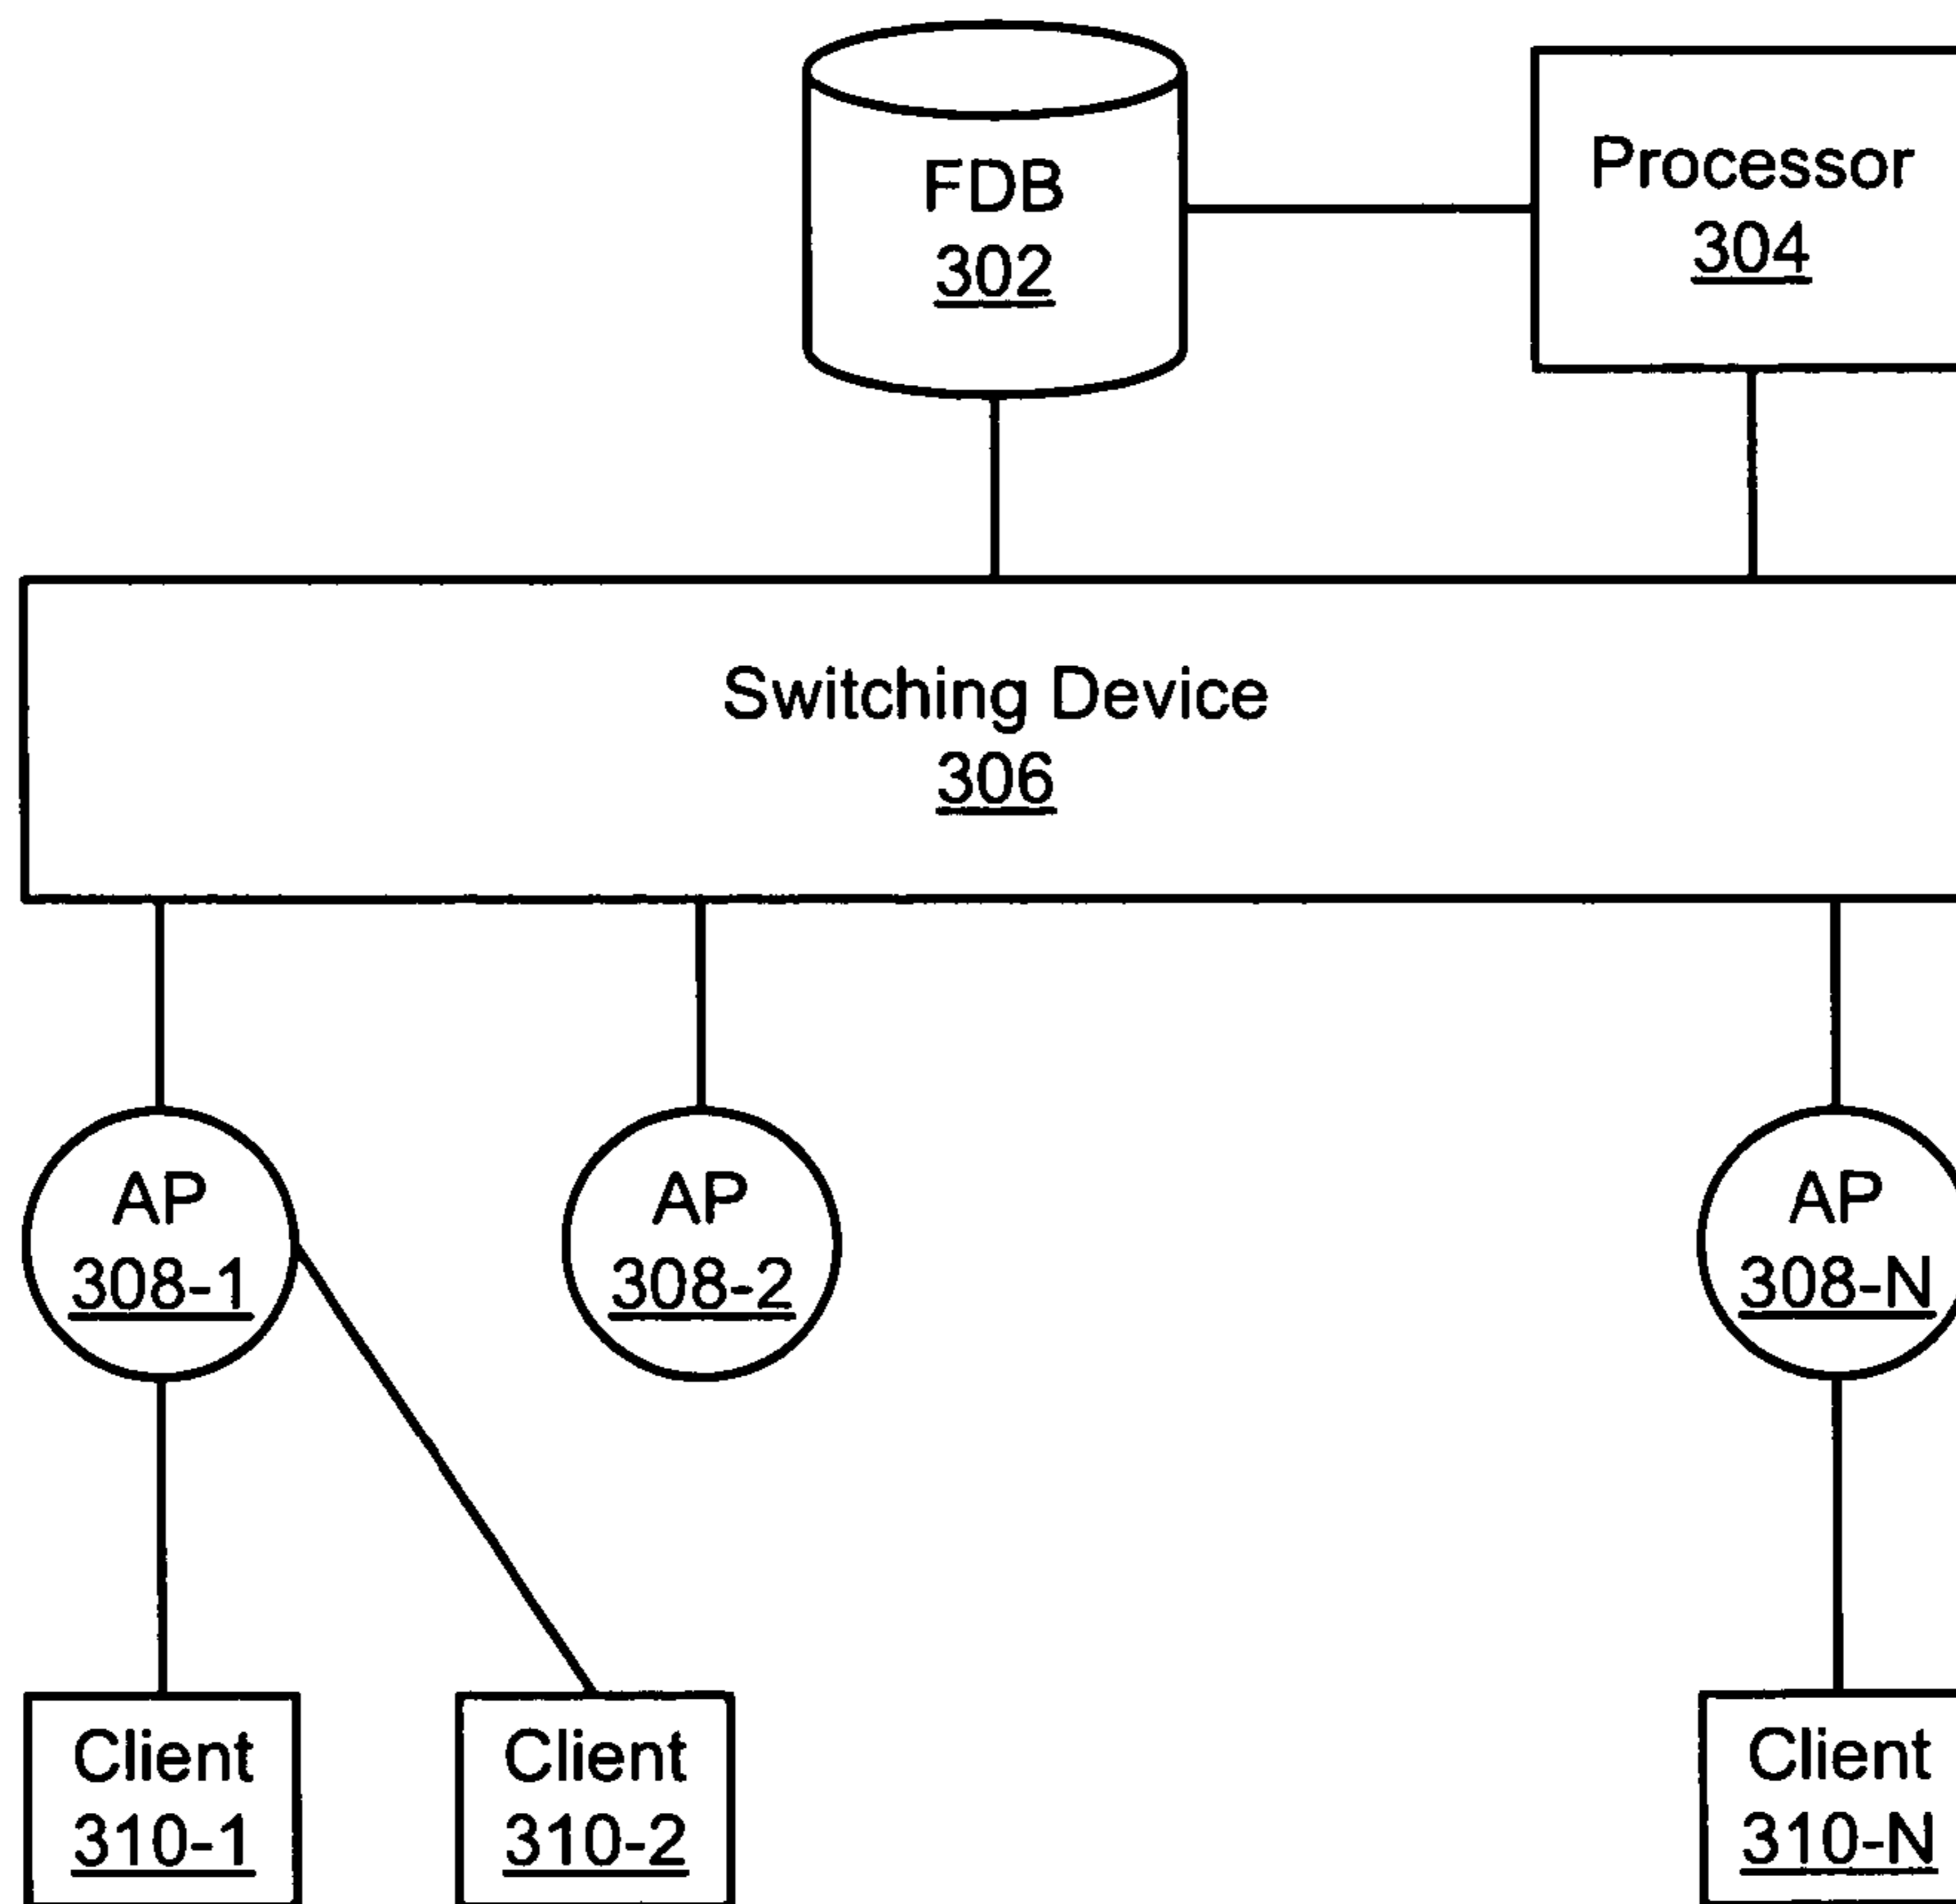 FDB
302
Processor
304
Switching Device
306
AP
308-1
AP
308-2
AP
308-N
Client
310-1
Client
310-2
Client
310-N